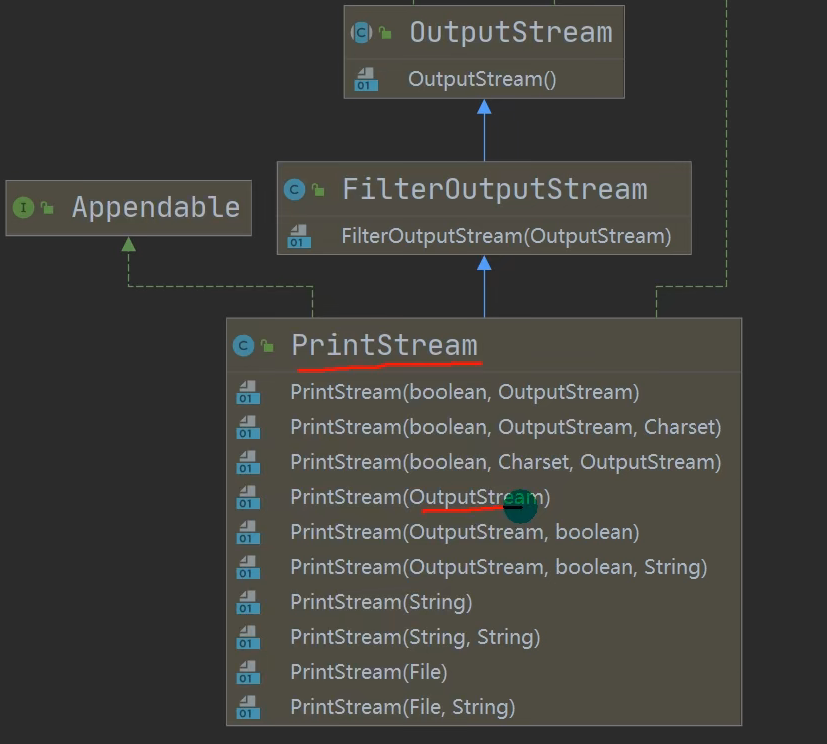 OutputStream
OutputStream()
FilterOutputStream
FilterOutputStream(OutputStream)
Appendable
PrintStream
PrintStream(boolean, OutputStream)
PrintStream(boolean, OutputStream, Charset)
PrintStream(boolean, Charset, OutputStream)
PrintStream(OutputStream)
PrintStream(OutputStream, boolean)
PrintStream(OutputStream, boolean, String)
PrintStream(String)
PrintStream(String, String)
PrintStream(File)
PrintStream(File, String)